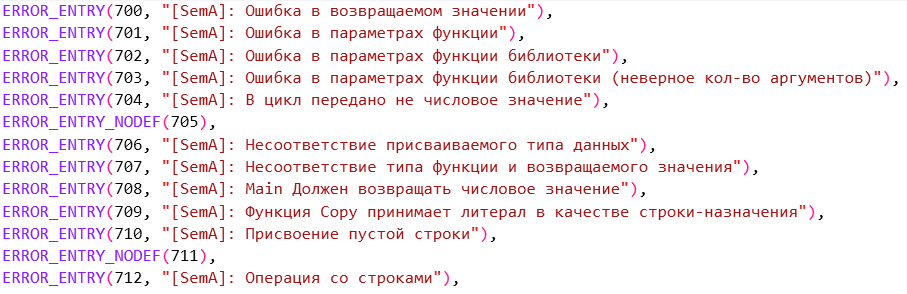 ERROR_ENTRY(700, "[SemA]: Ошибка в возвращаемом значении"),
ERROR_ENTRY(701, "[SemA]: Ошибка в параметрах функции"),
ERROR_ENTRY(702, "[SemA]: Ошибка в параметрах функции библиотеки"),
ERROR_ENTRY(703, "[SemA]: Ошибка в параметрах функции библиотеки (неверное кол-во аргументов)"),
ERROR_ENTRY(704, "[SemA]: В цикл передано не числовое значение"),
ERROR_ENTRY_NODEF(705),
ERROR_ENTRY(706, "[SemA]: Несоответствие присваиваемого типа данных"),
ERROR_ENTRY(707, "[SemA]: Несоответствие типа функции и возвращаемого значения"),
ERROR_ENTRY(708, "[SemA]: Main Должен возвращать числовое значение"),
ERROR_ENTRY(709, "[SemA]: Функция Copy принимает литерал в качестве строки-назначения"),
ERROR_ENTRY(710, "[SemA]: Присвоение пустой строки"),
ERROR_ENTRY_NODEF(711),
ERROR_ENTRY(712, "[SemA]: Операция со строками"),